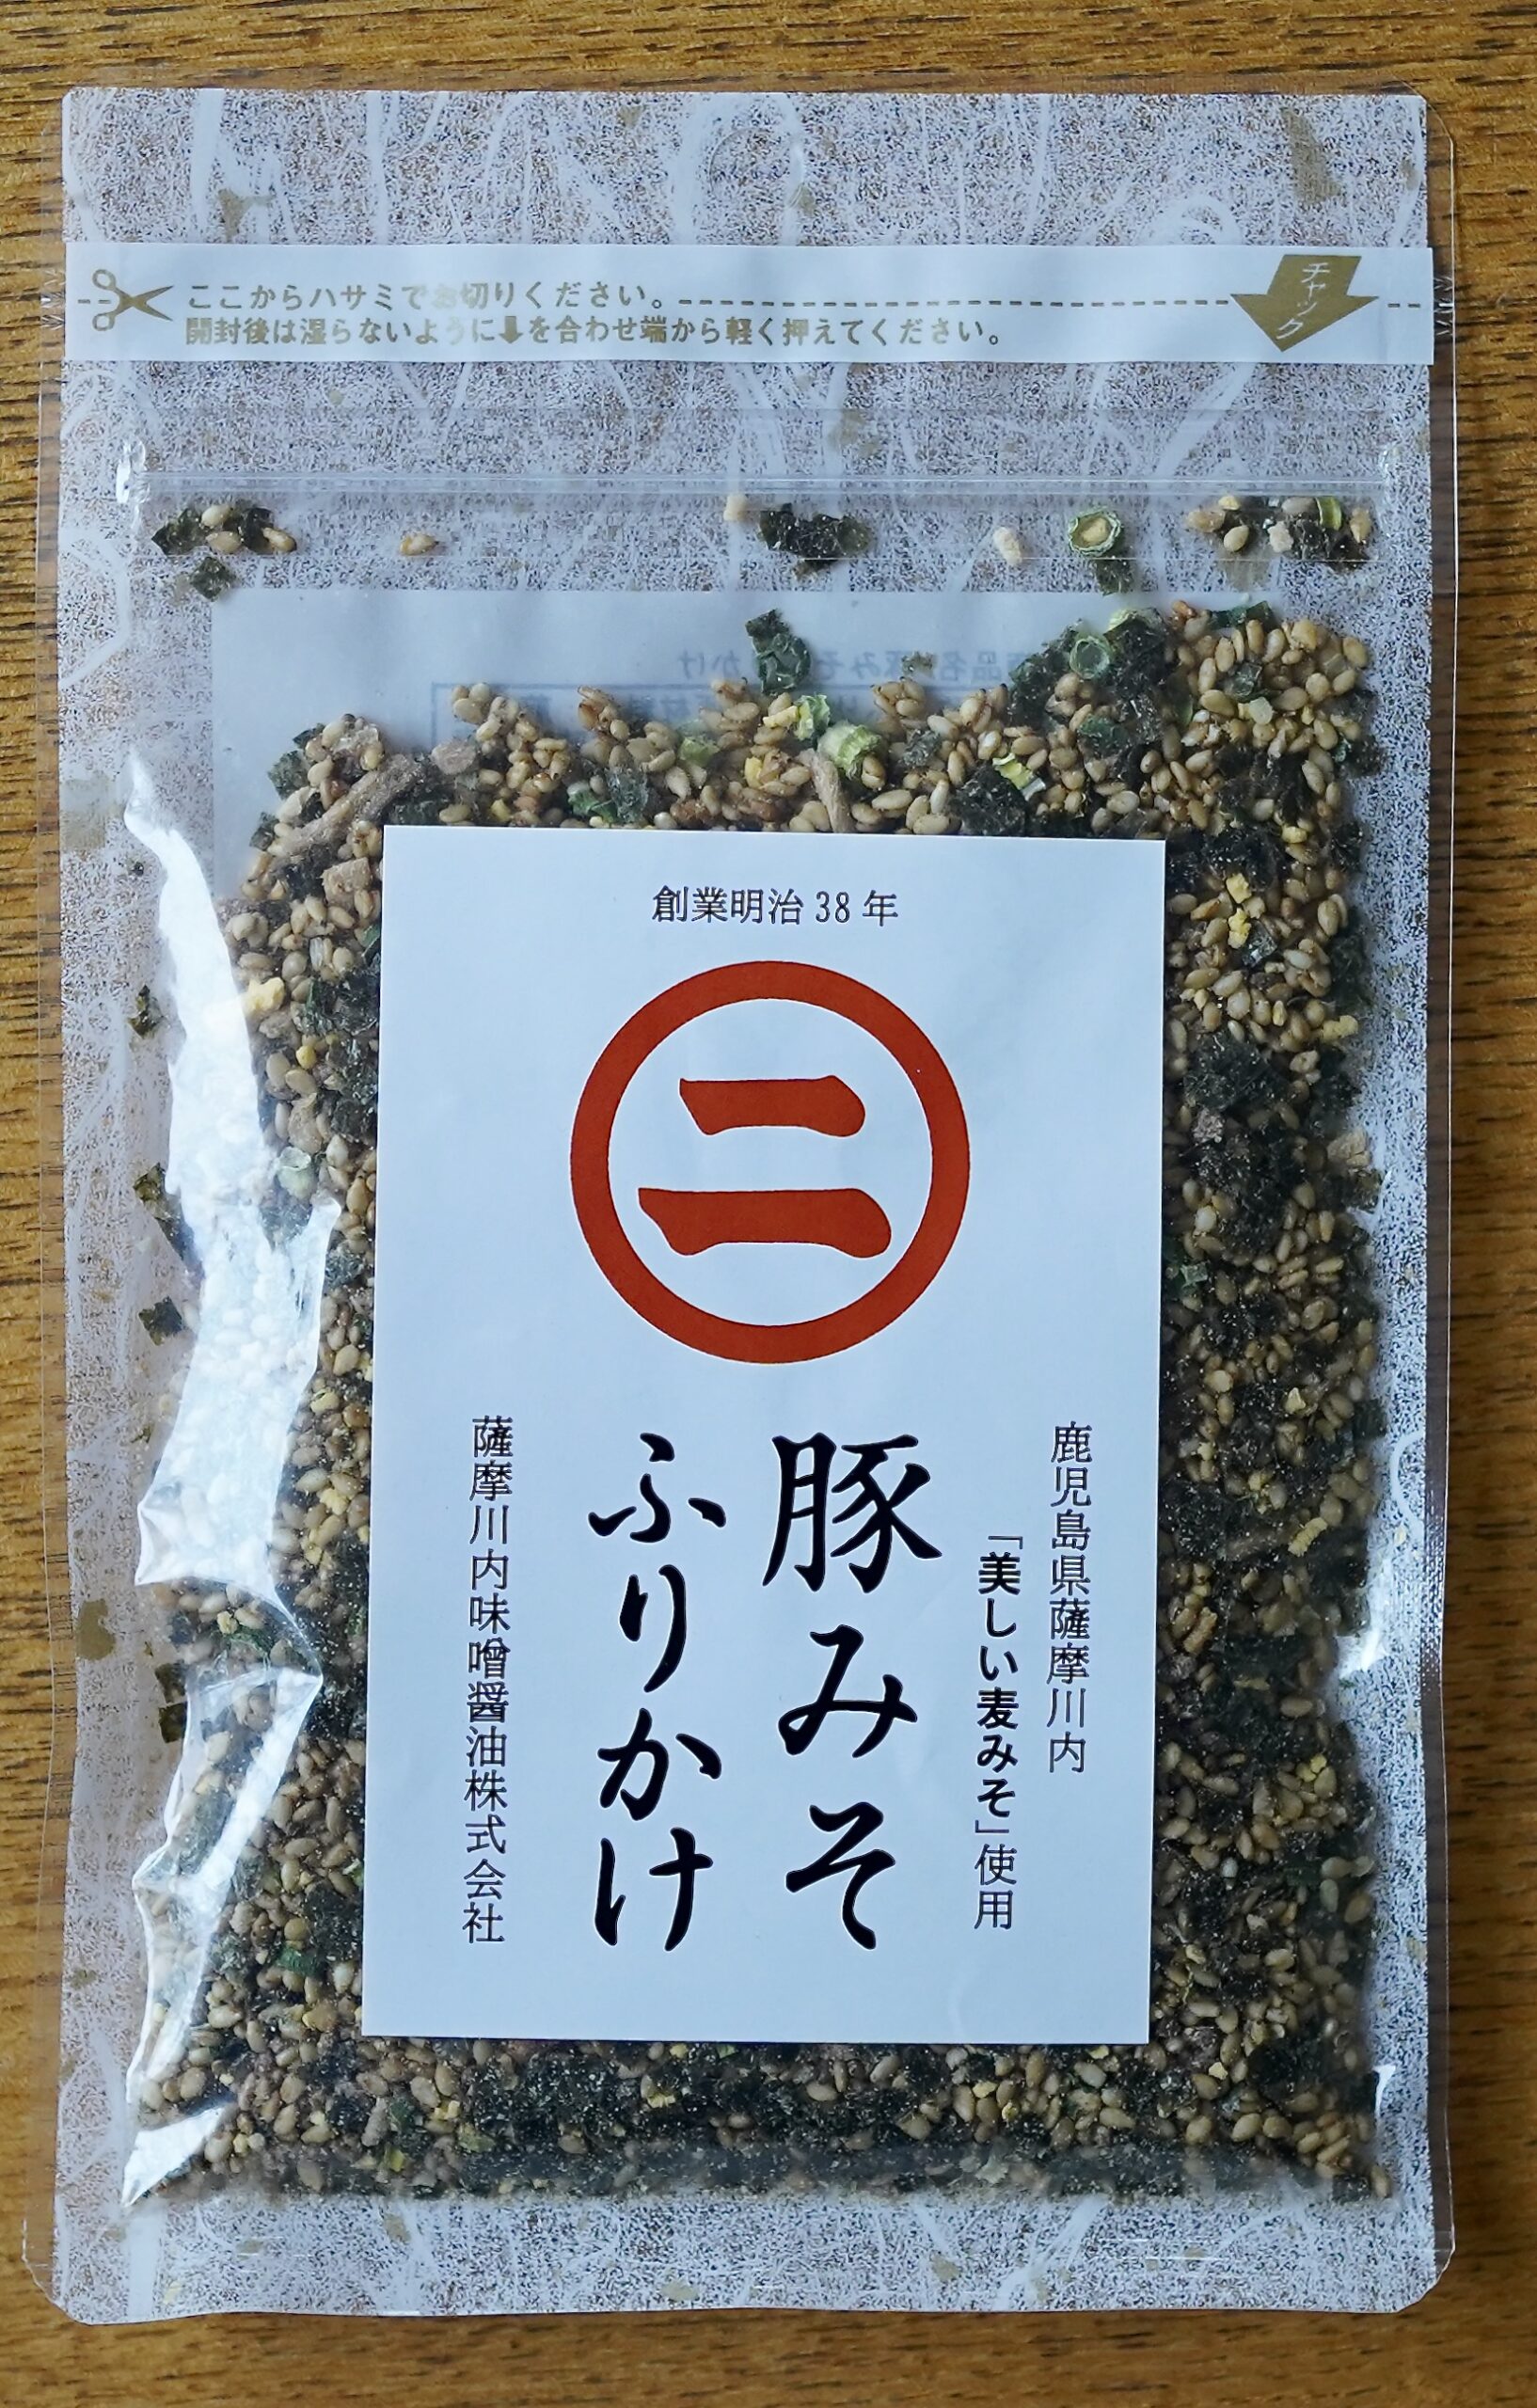 ここからハサミでお切りください。
チャック
開封後は湿らないように⬇を合わせ端から軽く押えてください。
創業明治38年
二
鹿児島県薩摩川内
「美しい麦みそ」使用
豚みそ
ふりかけ
薩摩川内味噌醤油株式会社